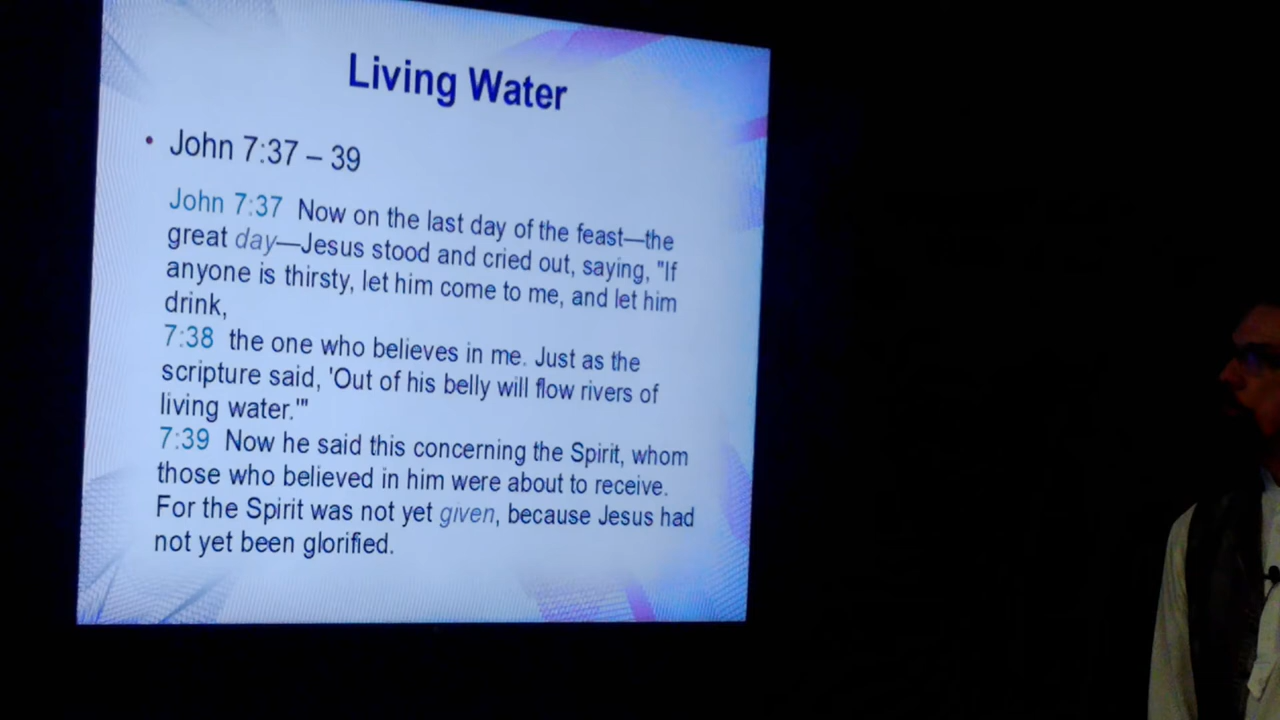 Living Water
• John 7:37 – 39
John 7:37 Now on the last day of the feast—the
great day—Jesus stood and cried out, saying, "If
anyone is thirsty, let him come to me, and let him
drink,
7:38 the one who believes in me. Just as the
scripture said, 'Out of his belly will flow rivers of
living water.'"
7:39 Now he said this concerning the Spirit, whom
those who believed in him were about to receive.
For the Spirit was not yet given, because Jesus had
not yet been glorified.